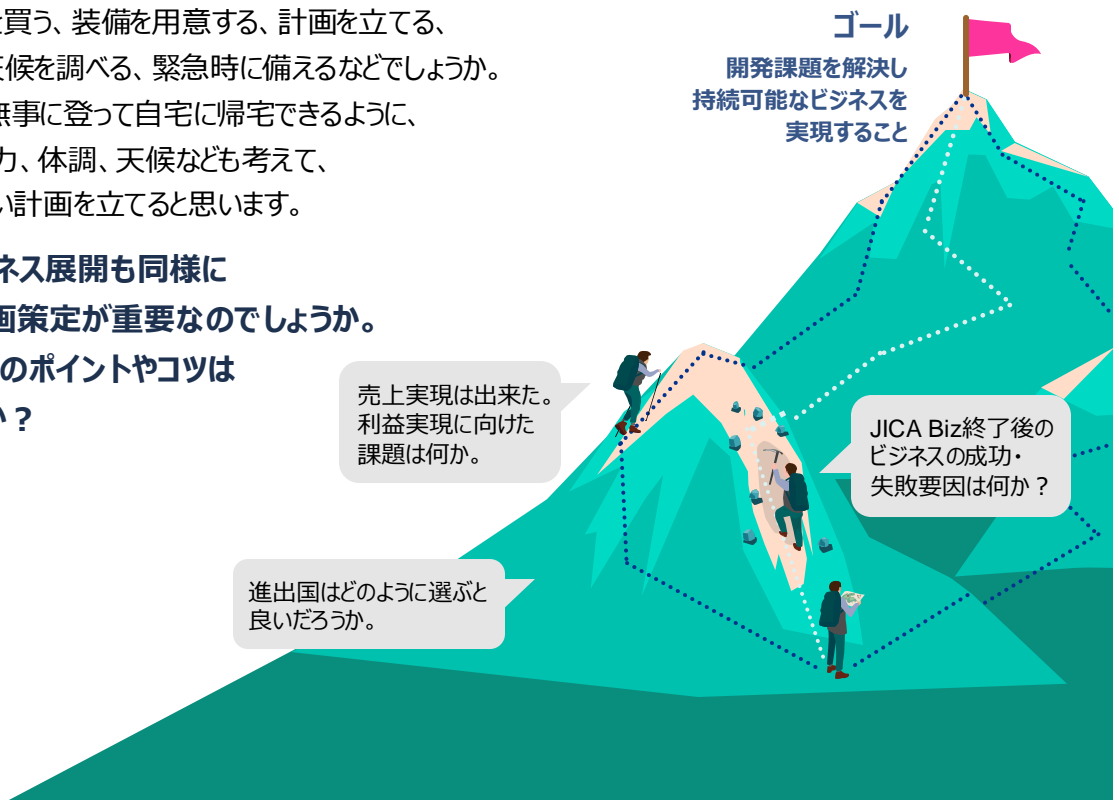 を買う、装備を用意する、計画を立てる、
天候を調べる、緊急時に備えるなどでしょうか。
無事に登って自宅に帰宅できるように、
力、体調、天候なども考えて、
い計画を立てると思います。
ネス展開も同様に
画策定が重要なのでしょうか。
のポイントやコツは
か？
ゴール
開発課題を解決し
持続可能なビジネスを
実現すること
売上実現は出来た。
利益実現に向けた
課題は何か。
JICA Biz終了後の
ビジネスの成功・
失敗要因は何か？
進出国はどのように選ぶと
良いだろうか。